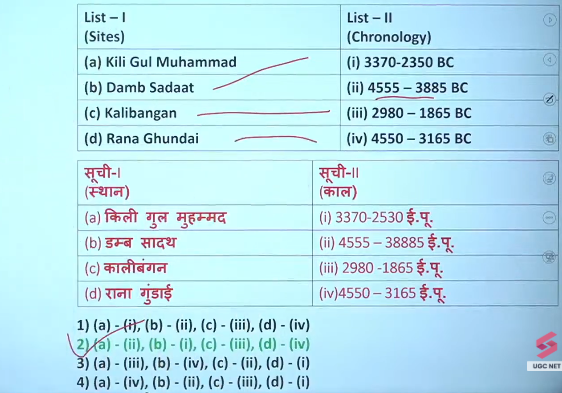 List – I
(Sites)
List – II
(Chronology)
(a) Kili Gul Muhammad
(i) 3370-2350 BC
(b) Damb Sadaat
(ii) 4555 – 3885 BC
(c) Kalibangan
(iii) 2980 – 1865 BC
(d) Rana Ghundai
(iv) 4550 – 3165 BC
सूची-I
(स्थान)
सूची-II
(काल)
(a) किली गुल मुहम्मद
(i) 3370-2530 ई.पू.
(b) डम्ब सादथ
(ii) 4555 – 38885 ई.पू.
(c) कालीबंगन
(iii) 2980 -1865 ई.पू.
(d) राना गुंडाई
(iv)4550 – 3165 ई.पू.
1) (a) - (i), (b) - (ii), (c) - (iii), (d) - (iv)
2) (a) - (ii), (b) - (i), (c) - (iii), (d) - (iv)
3) (a) - (iii), (b) - (iv), (c) - (ii), (d) - (i)
4) (a) - (iv), (b) - (ii), (c) - (iii), (d) - (i)
UGC NET